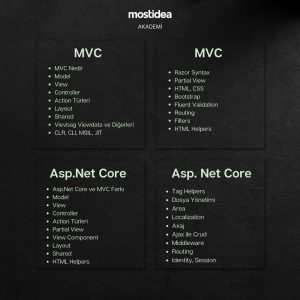 mostidea
AKADEMİ
MVC
MVC Nedir
Model
View
Controller
Action Türleri
Layout
Shared
Viewbag Viewdata ve Diğerleri
CLR, CLI, MSIL, JIT
MVC
Razor Syntax
Partial View
HTML, CSS
Bootstrap
Fluent Validation
Routing
Filters
HTML Helpers
Asp.Net Core
Asp.Net Core ve MVC Farkı
Model
View
Controller
Action Türleri
Partial View
View Component
Layout
Shared
HTML Helpers
Asp. Net Core
Tag Helpers
Dosya Yönetimi
Area
Localization
Axaj
Ajax ile Crud
Middleware
Routing
Identity, Session